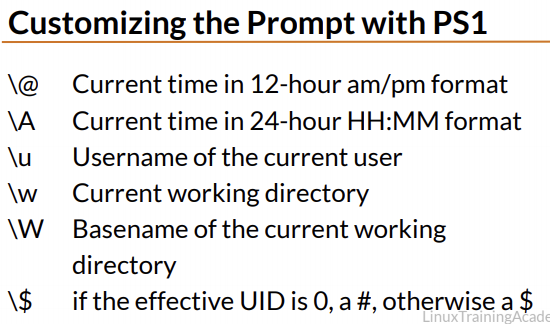 Customizing the Prompt with PS1
\@ Current time in 12-hour am/pm format
\A Current time in 24-hour HH:MM format
\u Username of the current user
\w Current working directory
\W Basename of the current working
directory
\$ if the effective UID is 0, a #, otherwise a $
LinuxTrainingAcade